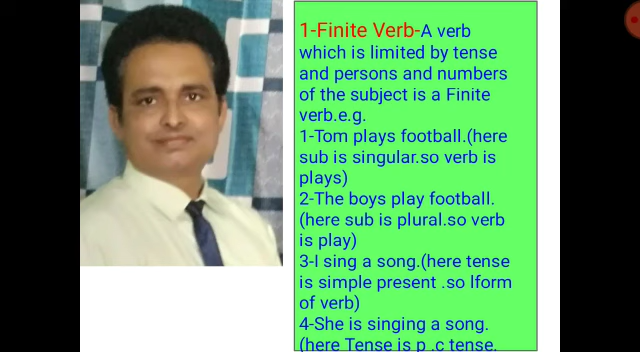 1-Finite Verb-A verb
which is limited by tense
and persons and numbers
of the subject is a Finite
verb.e.g.
1-Tom plays football.(here
sub is singular.so verb is
plays)
2-The boys play football.
(here sub is plural.so verb
is play)
3-I sing a song.(here tense
is simple present .so Iform
of verb)
4-She is singing a song.
(here Tense is p .c tense.